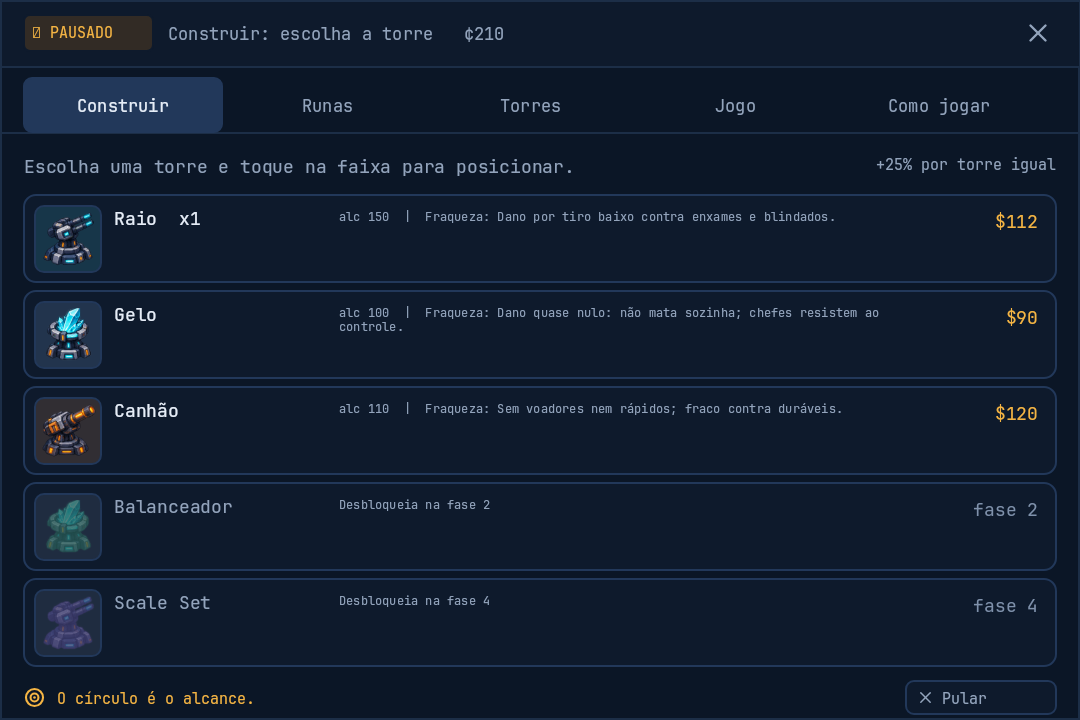 PAUSADO
Construir: escolha a torre ₵210
Construir Runas Torres Jogo Como jogar
Escolha uma torre e toque na faixa para posicionar.
+25% por torre igual
Raio x1
alc 150 | Fraqueza: Dano por tiro baixo contra enxames e blindados.
$112
Gelo
alc 100 | Fraqueza: Dano quase nulo: não mata sozinha; chefes resistem ao
controle.
$90
Canhão
alc 110 | Fraqueza: Sem voadores nem rápidos; fraco contra duráveis.
$120
Balanceador
Desbloqueia na fase 2
fase 2
Scale Set
Desbloqueia na fase 4
fase 4
O círculo é o alcance.
Pular